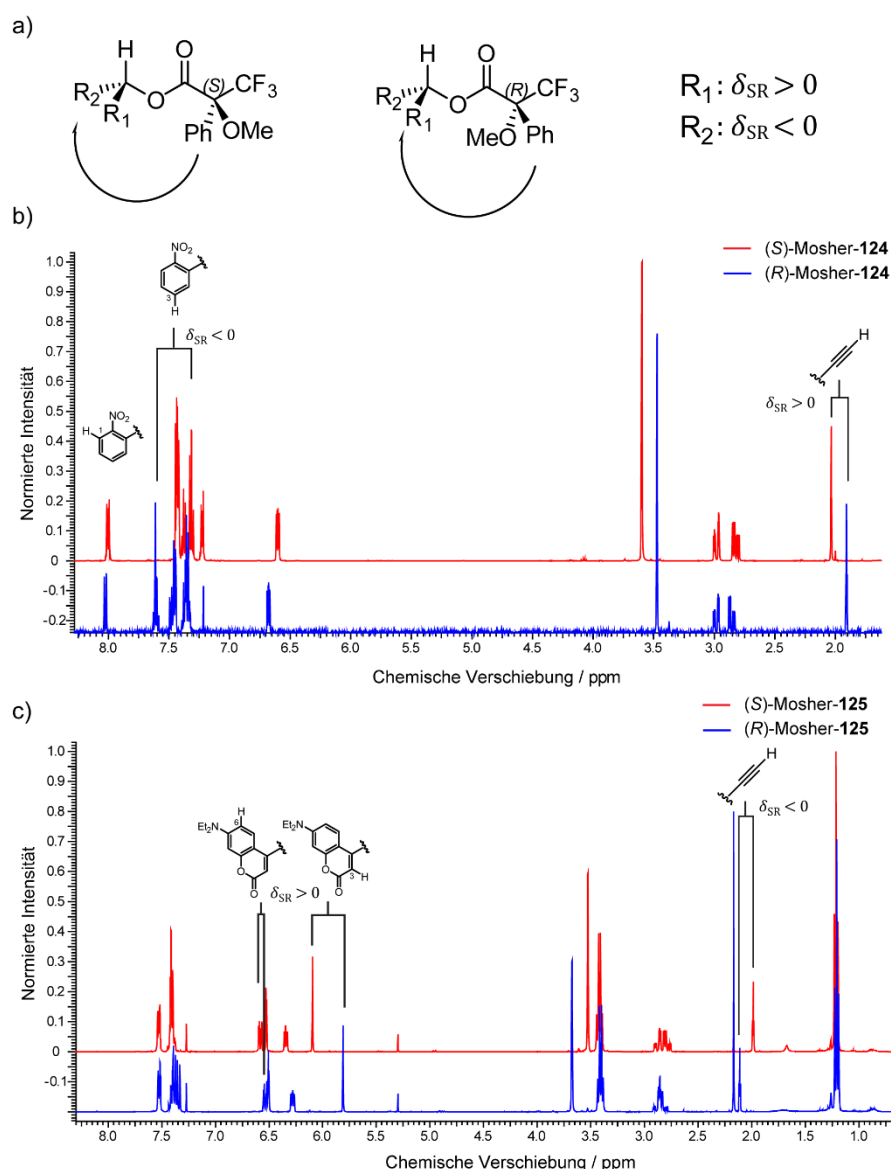 a)
H
O
R₂
(S)
CF₃
O
R₁
Ph
OMe
H
O
R₂
(R)
CF₃
O
R₁
MeO
Ph
R₁: δSR > 0
R₂: δSR < 0
b)
(S)-Mosher-124
(R)-Mosher-124
NO₂
3
H
δSR < 0
NO₂
H
1
H
δSR > 0
Normierte Intensität
1.0
0.9
0.8
0.7
0.6
0.5
0.4
0.3
0.2
0.1
0
-0.1
-0.2
8.0 7.5 7.0 6.5 6.0 5.5 5.0 4.5 4.0 3.5 3.0 2.5 2.0
Chemische Verschiebung / ppm
c)
(S)-Mosher-125
(R)-Mosher-125
H
6
Et₂N
O
O
δSR > 0
Et₂N
O
O
3
H
H
δSR < 0
Normierte Intensität
1.0
0.9
0.8
0.7
0.6
0.5
0.4
0.3
0.2
0.1
0
-0.1
8.0 7.5 7.0 6.5 6.0 5.5 5.0 4.5 4.0 3.5 3.0 2.5 2.0 1.5 1.0
Chemische Verschiebung / ppm